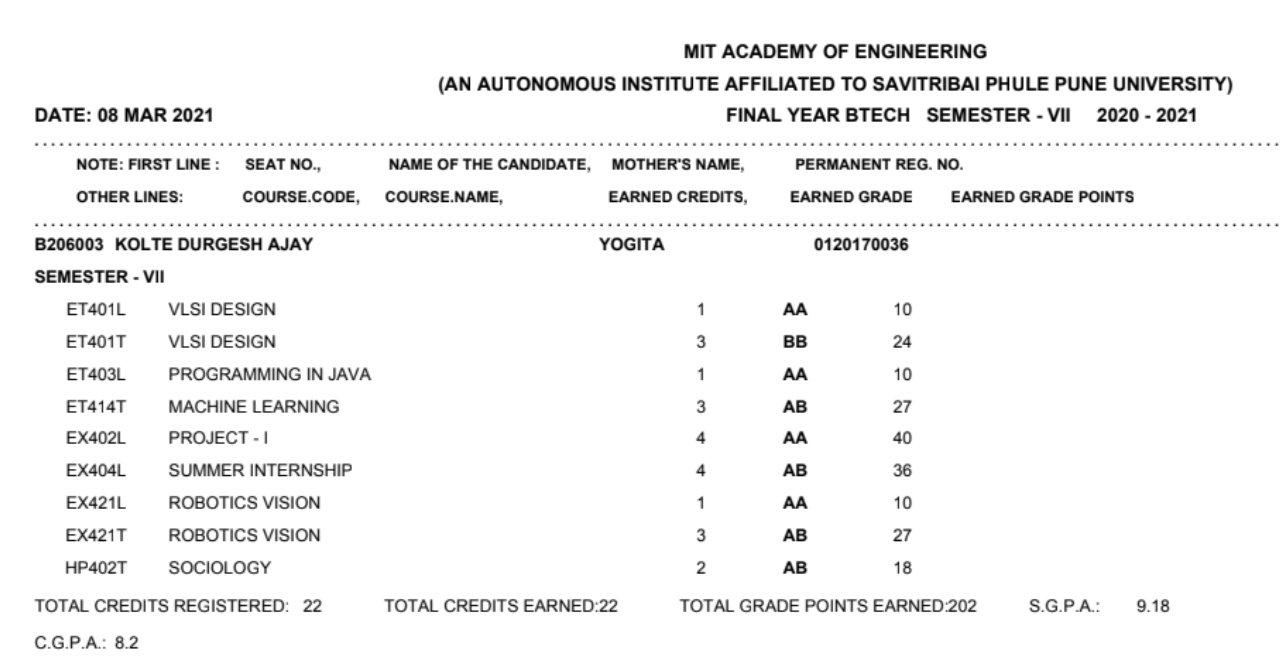 MIT ACADEMY OF ENGINEERING
(AN AUTONOMOUS INSTITUTE AFFILIATED TO SAVITRIBAI PHULE PUNE UNIVERSITY)
DATE: 08 MAR 2021 FINAL YEAR BTECH SEMESTER - VII 2020 - 2021
NOTE: FIRST LINE : SEAT NO., NAME OF THE CANDIDATE, MOTHER'S NAME, PERMANENT REG. NO.
OTHER LINES: COURSE.CODE, COURSE.NAME, EARNED CREDITS, EARNED GRADE EARNED GRADE POINTS
B206003 KOLTE DURGESH AJAY YOGITA 0120170036
SEMESTER - VII
ET401L VLSI DESIGN 1 AA 10
ET401T VLSI DESIGN 3 BB 24
ET403L PROGRAMMING IN JAVA 1 AA 10
ET414T MACHINE LEARNING 3 AB 27
EX402L PROJECT - I 4 AA 40
EX404L SUMMER INTERNSHIP 4 AB 36
EX421L ROBOTICS VISION 1 AA 10
EX421T ROBOTICS VISION 3 AB 27
HP402T SOCIOLOGY 2 AB 18
TOTAL CREDITS REGISTERED: 22 TOTAL CREDITS EARNED:22 TOTAL GRADE POINTS EARNED:202 S.G.P.A.: 9.18
C.G.P.A.: 8.2